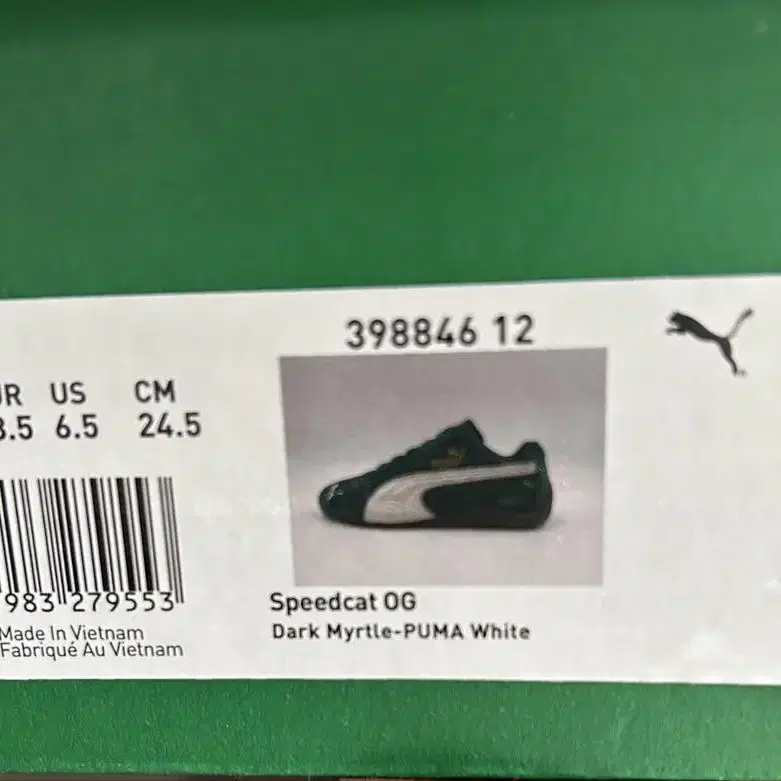 398846 12
UR US CM
8.5 6.5 24.5
983 279553
Speedcat OG
Dark Myrtle-PUMA White
Made In Vietnam
Fabriqué Au Vietnam